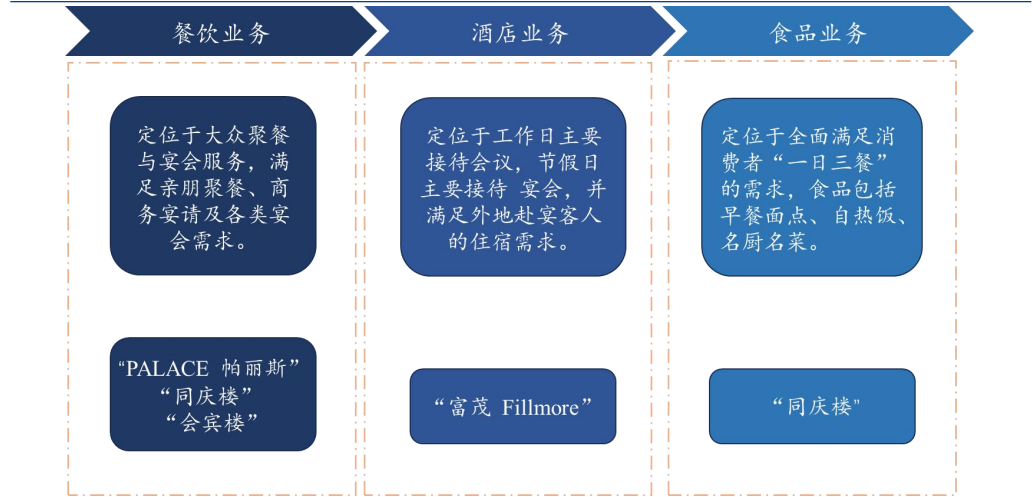 餐饮业务
酒店业务
食品业务
定位于大众聚餐
与宴会服务，满
足亲朋聚餐、商
务宴请及各类宴
会需求。
定位于工作日主要
接待会议，节假日
主要接待 宴会，并
满足外地赴宴客人
的住宿需求。
定位于全面满足消
费者“一日三餐”
的需求，食品包括
早餐面点、自热饭、
名厨名菜。
“PALACE 帕丽斯”
“同庆楼”
“会宾楼”
“富茂 Fillmore”
“同庆楼”